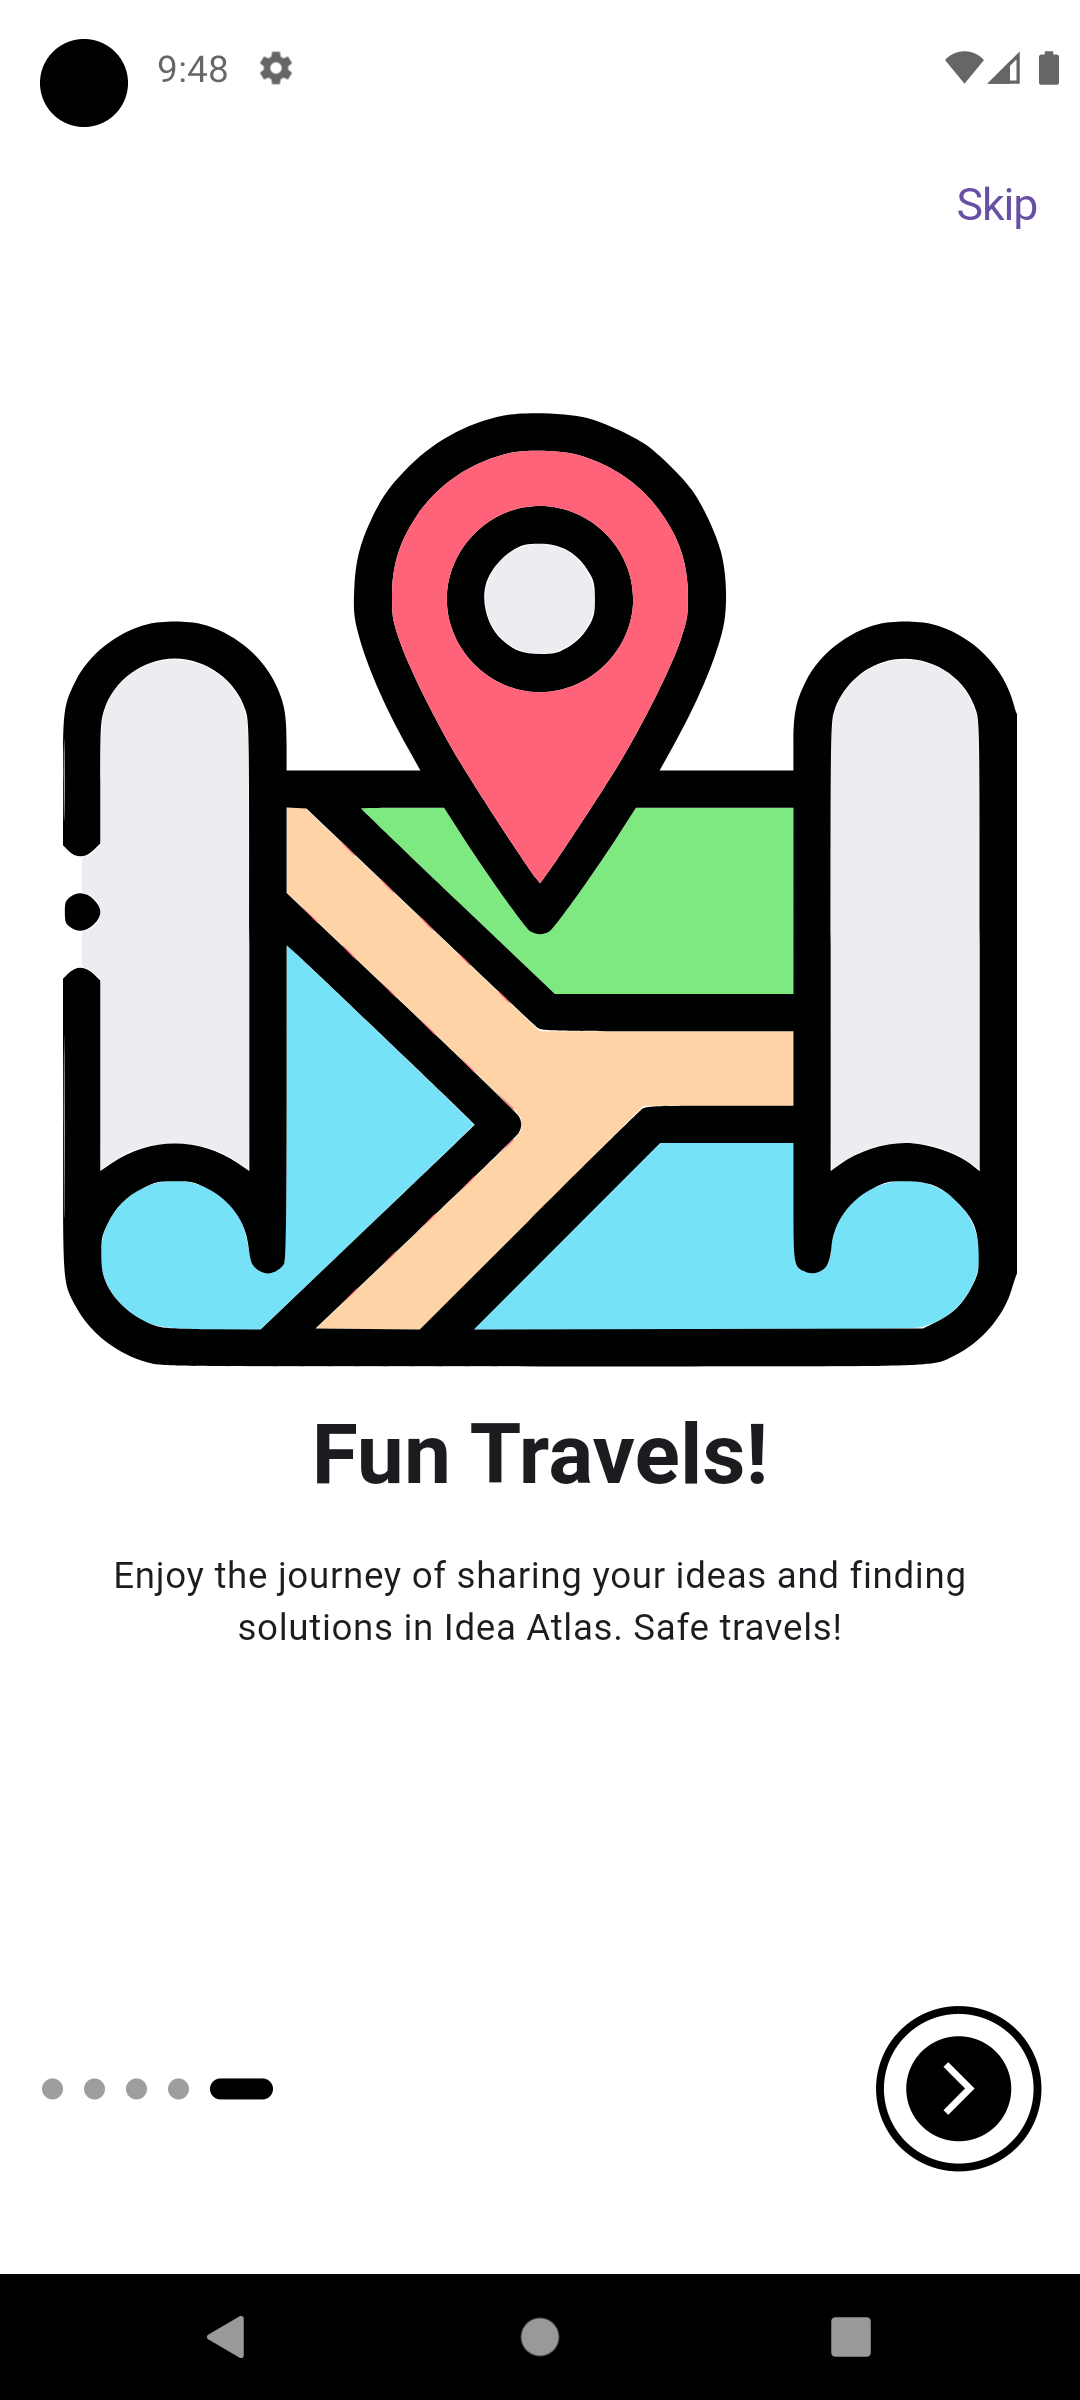 9:48
Skip
Fun Travels!
Enjoy the journey of sharing your ideas and finding
solutions in Idea Atlas. Safe travels!